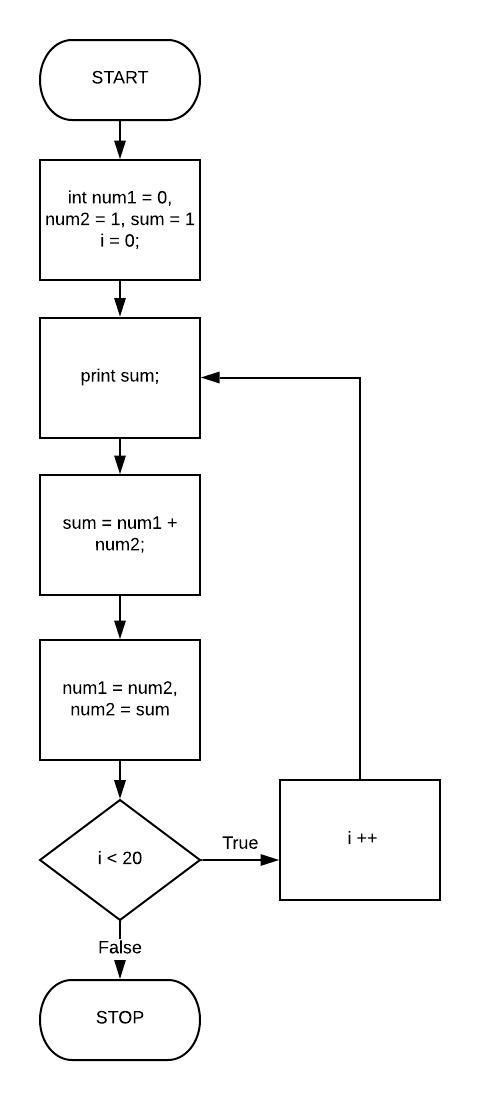 START
int num1 = 0,
num2 = 1, sum = 1
i = 0;
print sum;
sum = num1 +
num2;
num1 = num2,
num2 = sum
i < 20
True
i ++
False
STOP